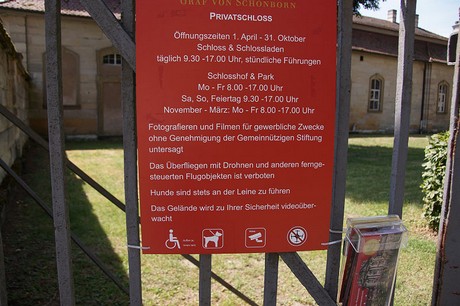 GRAF VON SCHÖNBORN
PRIVATSCHLOSS
Öffnungszeiten 1. April - 31. Oktober
Schloss & Schlossladen
täglich 9.30 -17.00 Uhr, stündliche Führungen
Schlosshof & Park
Mo - Fr 8.00 - 17.00 Uhr
Sa, So, Feiertag 9.30 -17.00 Uhr
November - März: Mo - Fr 8.00 - 17.00 Uhr
Fotografieren und Filmen für gewerbliche Zwecke
ohne Genehmigung der Gemeinnützigen Stiftung
untersagt
Das Überfliegen mit Drohnen und anderen fernge-
steuerten Flugobjekten ist verboten
Hunde sind stets an der Leine zu führen
Das Gelände wird zu Ihrer Sicherheit videoüber-
wacht